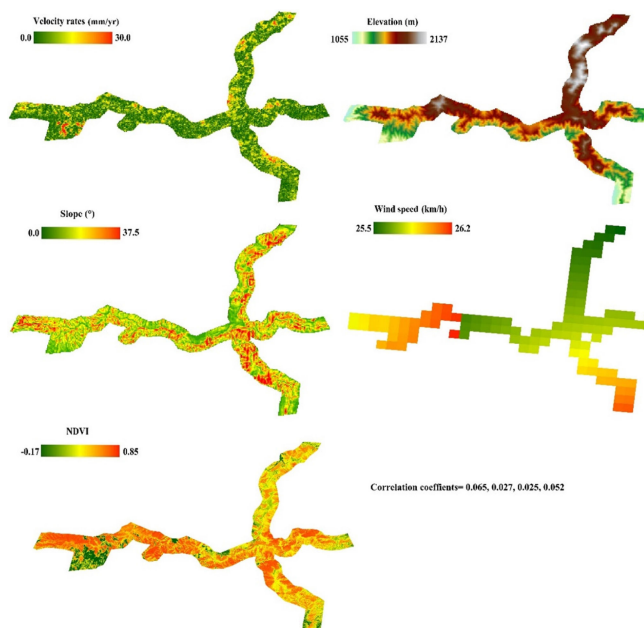 Velocity rates (mm/yr)
0.0 30.0
Elevation (m)
1055 2137
Slope (°)
0.0 37.5
Wind speed (km/h)
25.5 26.2
NDVI
-0.17 0.85
Correlation coeffients= 0.065, 0.027, 0.025, 0.052